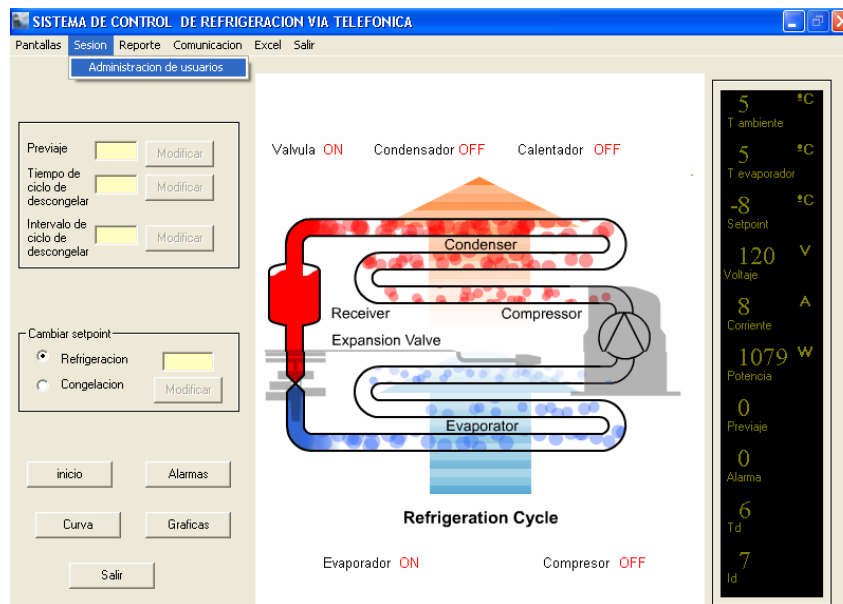 SISTEMA DE CONTROL DE REFRIGERACION VIA TELEFONICA
Pantallas Sesion Reporte Comunicacion Excel Salir
Administracion de usuarios
Previaje Modificar
Tiempo de
ciclo de
descongelar
Modificar
Intervalo de
ciclo de
descongelar
Modificar
Cambiar setpoint
Refrigeracion
Congelacion Modificar
inicio Alarmas
Curva Graficas
Salir
Valvula ON Condensador OFF Calentador OFF
Condenser
Receiver Compressor
Expansion Valve
Evaporator
Refrigeration Cycle
Evaporador ON Compresor OFF
5 ºC
T ambiente
5 ºC
T evaporador
-8 ºC
Setpoint
120 V
Voltaje
8 A
Corriente
1079 W
Potencia
0
Previaje
0
Alarma
6
Td
7
Id